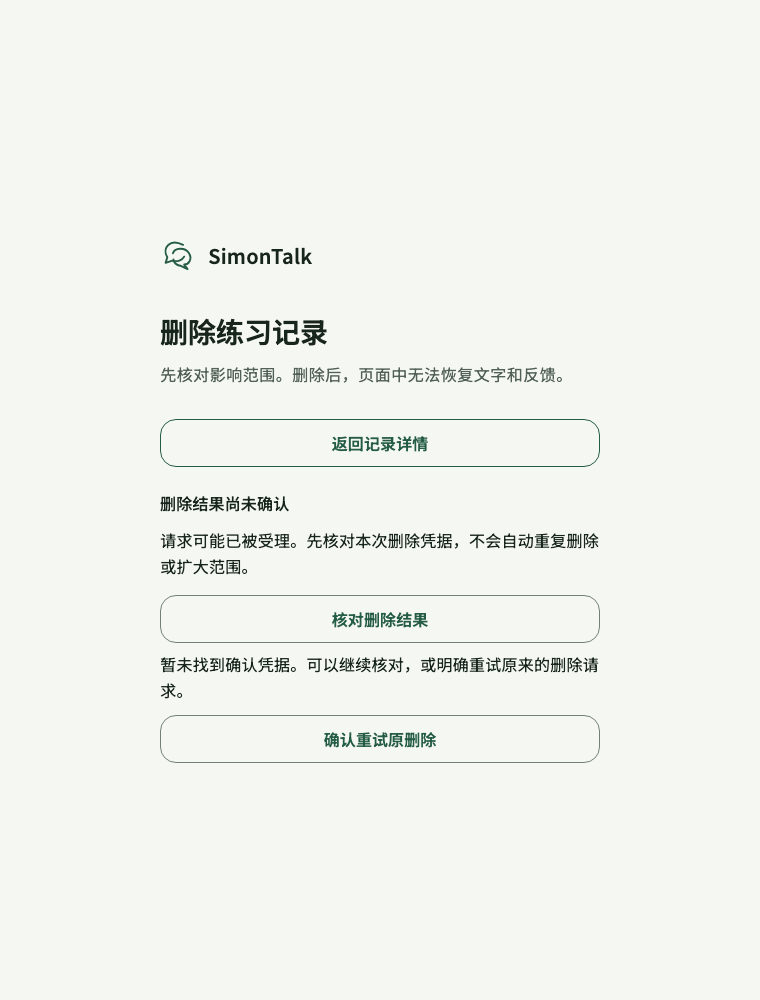 SimonTalk
删除练习记录
先核对影响范围。删除后，页面中无法恢复文字和反馈。
返回记录详情
删除结果尚未确认
请求可能已被受理。先核对本次删除凭据，不会自动重复删除
或扩大范围。
核对删除结果
暂未找到确认凭据。可以继续核对，或明确重试原来的删除请
求。
确认重试原删除